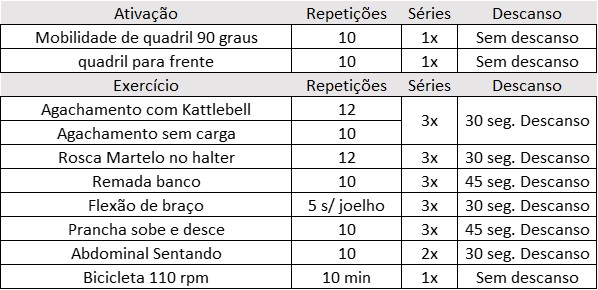 Ativação Repetições Séries Descanso
Mobilidade de quadril 90 graus 10 1x Sem descanso
quadril para frente 10 1x Sem descanso
Exercício Repetições Séries Descanso
Agachamento com Kattlebell 12 3x 30 seg. Descanso
Agachamento sem carga 10
Rosca Martelo no halter 12 3x 30 seg. Descanso
Remada banco 10 3x 45 seg. Descanso
Flexão de braço 5 s/ joelho 3x 30 seg. Descanso
Prancha sobe e desce 10 3x 45 seg. Descanso
Abdominal Sentando 10 2x 30 seg. Descanso
Bicicleta 110 rpm 10 min 1x Sem descanso